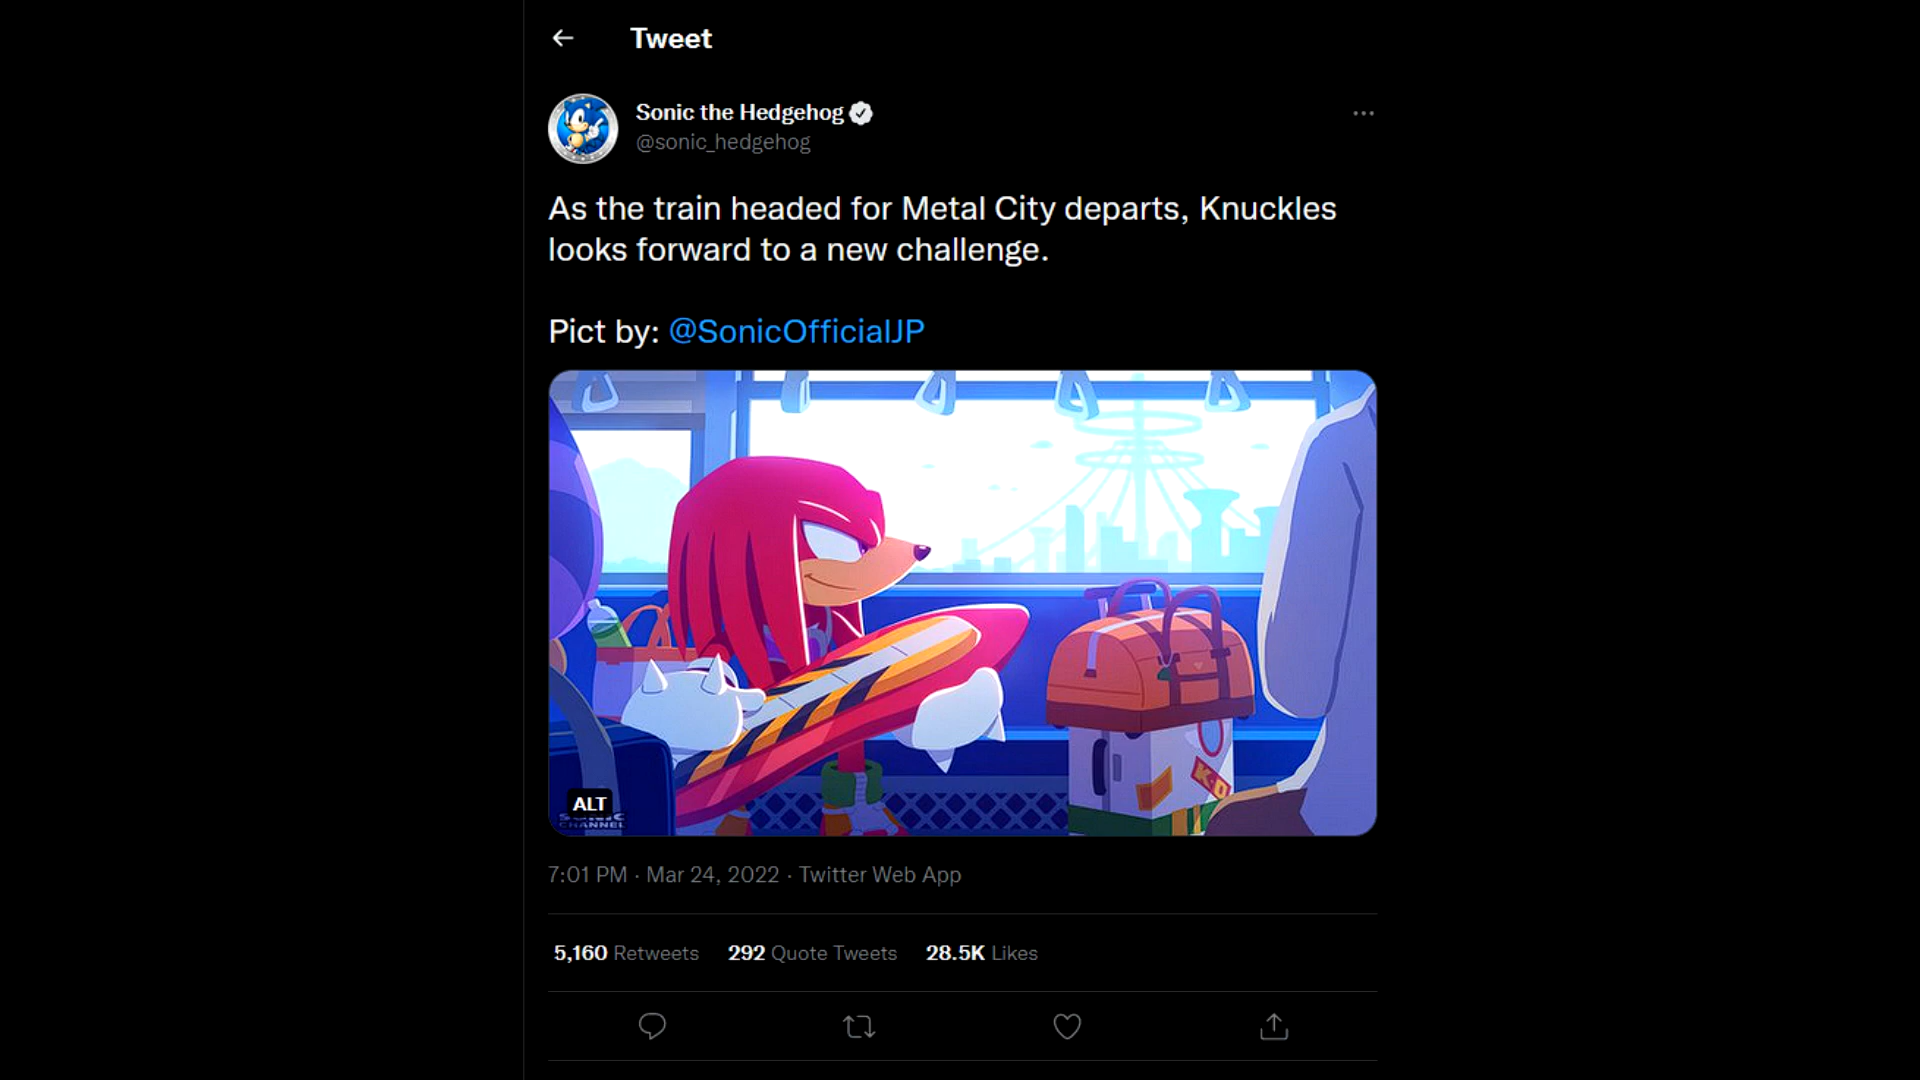 Tweet
Sonic the Hedgehog
@sonic_hedgehog
As the train headed for Metal City departs, Knuckles
looks forward to a new challenge.
Pict by: @SonicOfficialJP
K.O
ALT
SONIC
CHANNEL
7:01 PM · Mar 24, 2022 · Twitter Web App
5,160 Retweets 292 Quote Tweets 28.5K Likes